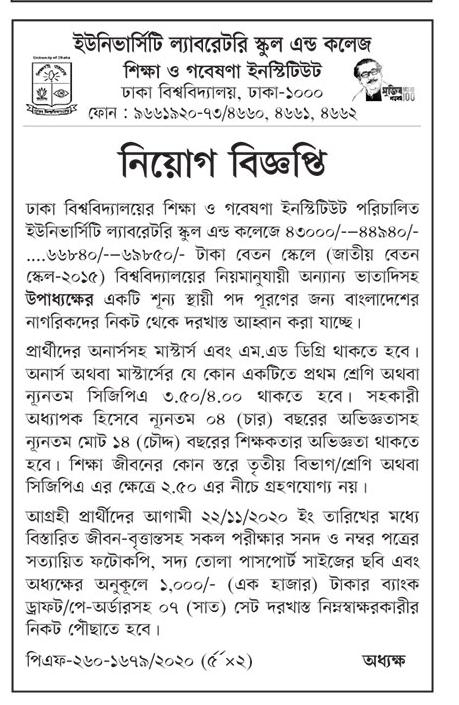 ইউনিভার্সিটি ল্যাবরেটরি স্কুল এন্ড কলেজ
শিক্ষা ও গবেষণা ইনস্টিটিউট
ঢাকা বিশ্ববিদ্যালয়, ঢাকা-১০০০
ফোন : ৯৬৬১৯২০-৭৩/৪৬৬০, ৪৬৬১, ৪৬৬২
University of Dhaka
মুজিব
100
নিয়োগ বিজ্ঞপ্তি
ঢাকা বিশ্ববিদ্যালয়ের শিক্ষা ও গবেষণা ইনস্টিটিউট পরিচালিত
ইউনিভার্সিটি ল্যাবরেটরি স্কুল এন্ড কলেজে ৪৩০০০/-—৪৪৯৪০/-
....৬৬৮৪০/-—৬৯৮৫০/- টাকা বেতন স্কেলে (জাতীয় বেতন
স্কেল-২০১৫) বিশ্ববিদ্যালয়ের নিয়মানুযায়ী অন্যান্য ভাতাদিসহ
উপাধ্যক্ষের একটি শূন্য স্থায়ী পদ পূরণের জন্য বাংলাদেশের
নাগরিকদের নিকট থেকে দরখাস্ত আহ্বান করা যাচ্ছে।
প্রার্থীদের অনার্সসহ মাস্টার্স এবং এম.এড ডিগ্রি থাকতে হবে।
অনার্স অথবা মাস্টার্সের যে কোন একটিতে প্রথম শ্রেণি অথবা
ন্যূনতম সিজিপিএ ৩.৫০/৪.০০ থাকতে হবে। সহকারী
অধ্যাপক হিসেবে ন্যূনতম ০৪ (চার) বছরের অভিজ্ঞতাসহ
ন্যূনতম মোট ১৪ (চৌদ্দ) বছরের শিক্ষকতার অভিজ্ঞতা থাকতে
হবে। শিক্ষা জীবনের কোন স্তরে তৃতীয় বিভাগ/শ্রেণি অথবা
সিজিপিএ এর ক্ষেত্রে ২.৫০ এর নীচে গ্রহণযোগ্য নয়।
আগ্রহী প্রার্থীদের আগামী ২২/১১/২০২০ ইং তারিখের মধ্যে
বিস্তারিত জীবন-বৃত্তান্তসহ সকল পরীক্ষার সনদ ও নম্বর পত্রের
সত্যায়িত ফটোকপি, সদ্য তোলা পাসপোর্ট সাইজের ছবি এবং
অধ্যক্ষের অনুকূলে ১,০০০/- (এক হাজার) টাকার ব্যাংক
ড্রাফট/পে-অর্ডারসহ ০৭ (সাত) সেট দরখাস্ত নিম্নস্বাক্ষরকারীর
নিকট পৌঁছাতে হবে।
পিএফ-২৬০-১৬৭৯/২০২০ (৫˝×২) অধ্যক্ষ